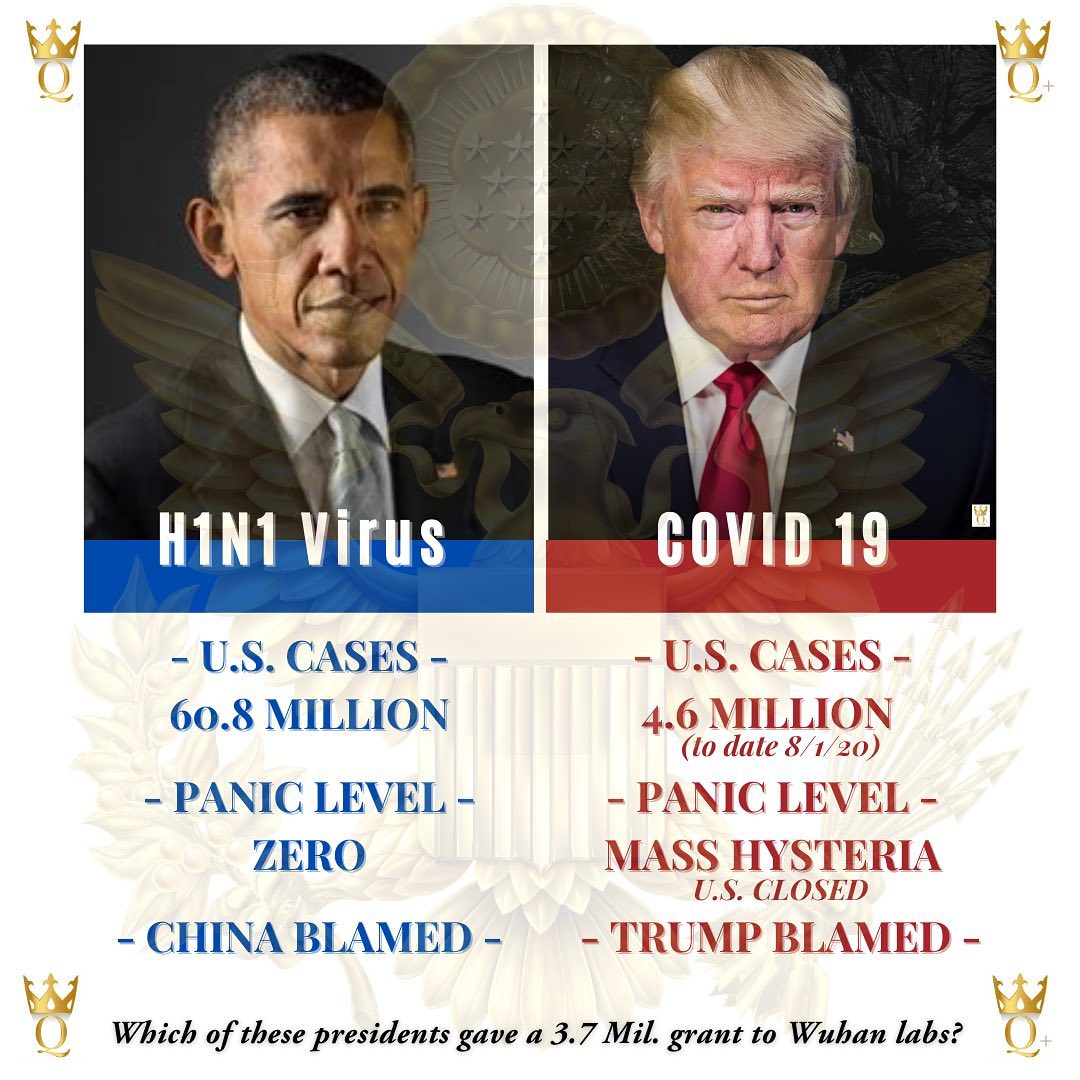 Q
Q+
H1N1 Virus
COVID 19
Q
- U.S. CASES -
60.8 MILLION
- PANIC LEVEL -
ZERO
- CHINA BLAMED -
- U.S. CASES -
4.6 MILLION
(to date 8/1/20)
- PANIC LEVEL -
MASS HYSTERIA
U.S. CLOSED
- TRUMP BLAMED -
Q
Q+
Which of these presidents gave a 3.7 Mil. grant to Wuhan labs?